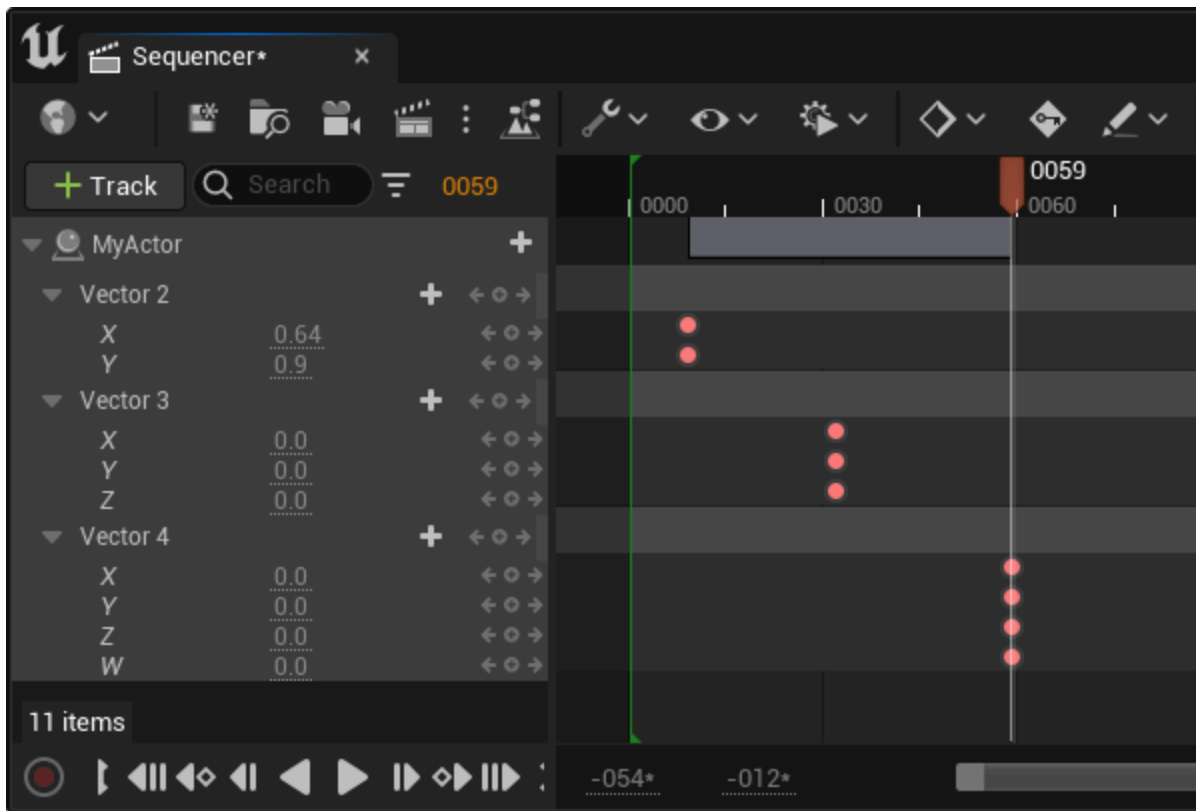 Sequencer*
+ Track
Search
0059
0059
0000
0030
0060
MyActor
Vector 2
X 0.64
Y 0.9
Vector 3
X 0.0
Y 0.0
Z 0.0
Vector 4
X 0.0
Y 0.0
Z 0.0
W 0.0
11 items
-054*
-012*